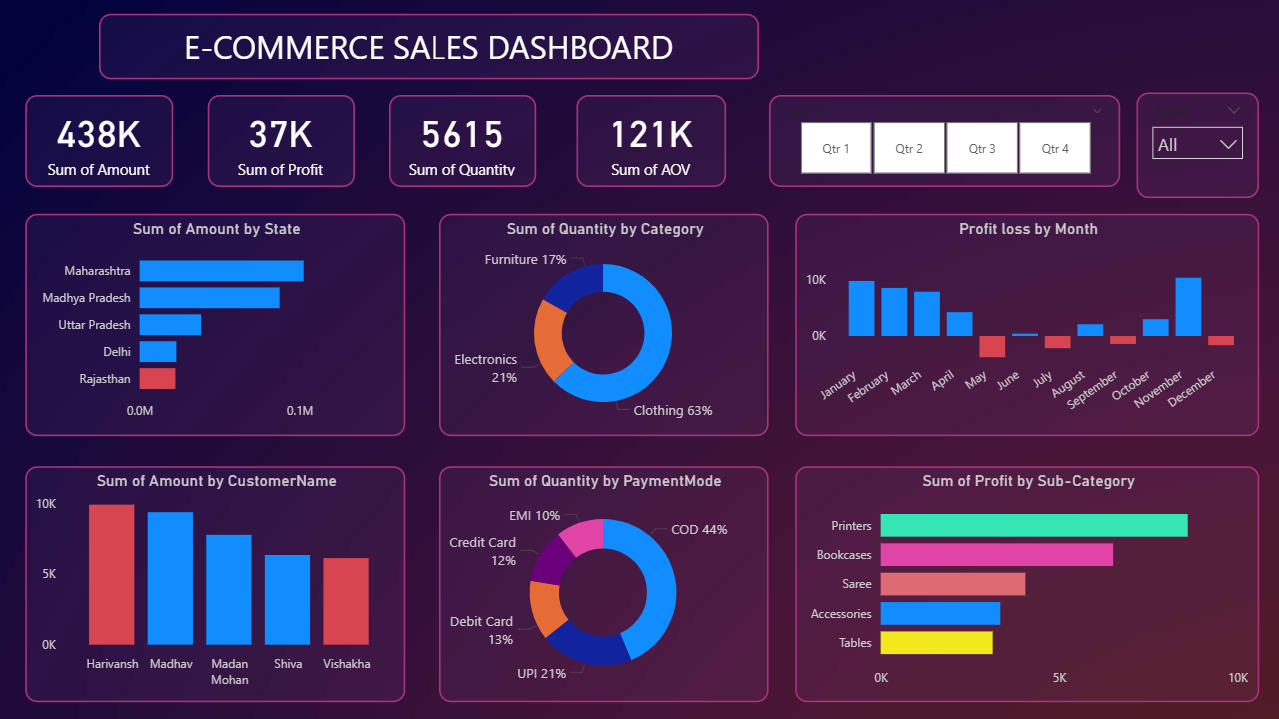 E-COMMERCE SALES DASHBOARD
438K
Sum of Amount
37K
Sum of Profit
5615
Sum of Quantity
121K
Sum of AOV
Qtr 1
Qtr 2
Qtr 3
Qtr 4
All
Sum of Amount by State
Maharashtra
Madhya Pradesh
Uttar Pradesh
Delhi
Rajasthan
0.0M
0.1M
Sum of Quantity by Category
Furniture 17%
Electronics
21%
Clothing 63%
Profit loss by Month
10K
0K
January
February
March
April
May
June
July
August
September
October
November
December
Sum of Amount by CustomerName
10K
5K
0K
Harivansh
Madhav
Madan
Mohan
Shiva
Vishakha
Sum of Quantity by PaymentMode
EMI 10%
COD 44%
Credit Card
12%
Debit Card
13%
UPI 21%
Sum of Profit by Sub-Category
Printers
Bookcases
Saree
Accessories
Tables
0K
5K
10K